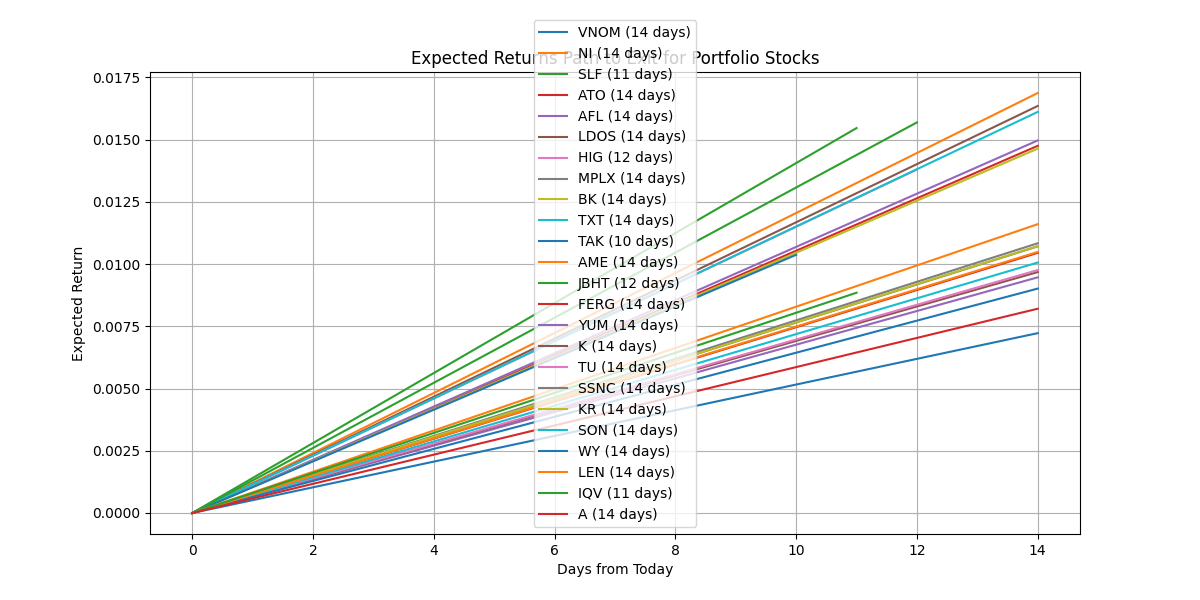 VNOM (14 days)
NI (14 days)
Expected Returns Path to Exit for Portfolio Stocks
SLF (11 days)
ATO (14 days)
AFL (14 days)
LDOS (14 days)
HIG (12 days)
MPLX (14 days)
BK (14 days)
TXT (14 days)
TAK (10 days)
AME (14 days)
JBHT (12 days)
FERG (14 days)
YUM (14 days)
K (14 days)
TU (14 days)
SSNC (14 days)
KR (14 days)
SON (14 days)
WY (14 days)
LEN (14 days)
IQV (11 days)
A (14 days)
Expected Return
0.0175
0.0150
0.0125
0.0100
0.0075
0.0050
0.0025
0.0000
0 2 4 6 8 10 12 14
Days from Today